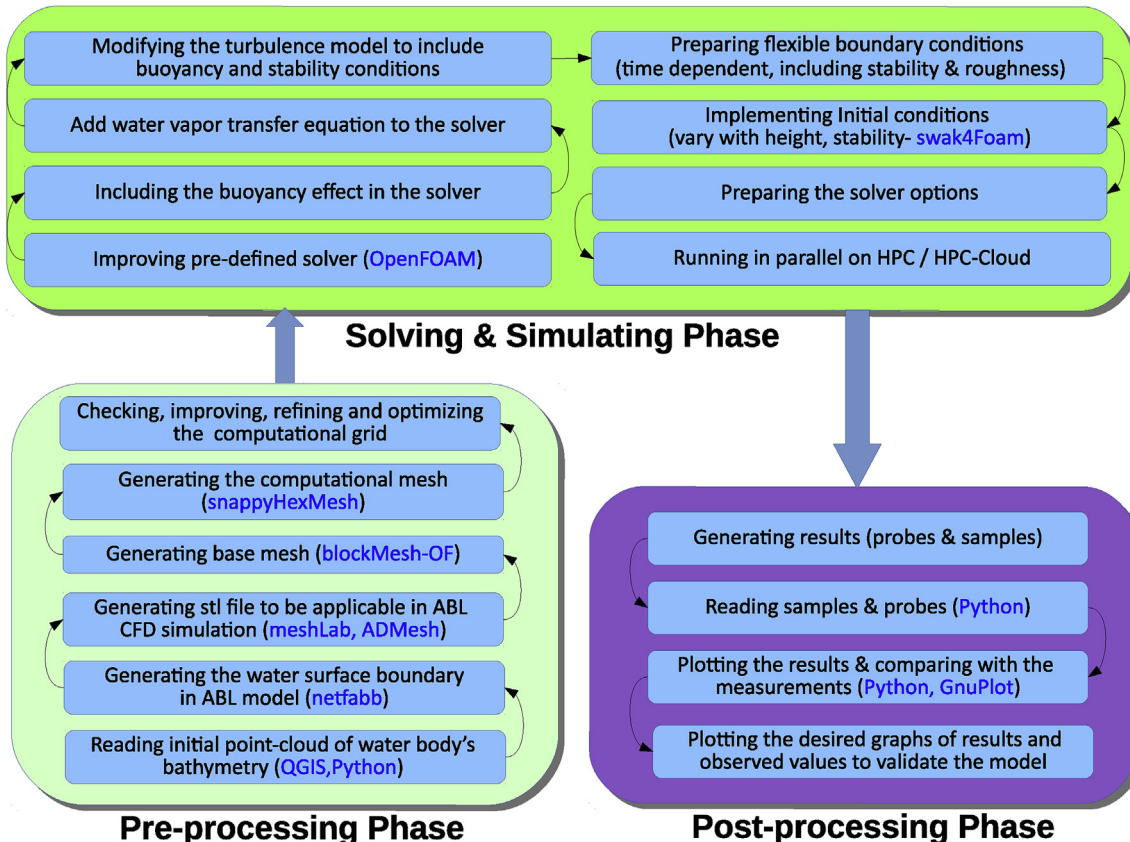 Modifying the turbulence model to include
buoyancy and stability conditions
Add water vapor transfer equation to the solver
Including the buoyancy effect in the solver
Improving pre-defined solver (OpenFOAM)
Preparing flexible boundary conditions
(time dependent, including stability & roughness)
Implementing Initial conditions
(vary with height, stability- swak4Foam)
Preparing the solver options
Running in parallel on HPC / HPC-Cloud
Solving & Simulating Phase
Checking, improving, refining and optimizing
the computational grid
Generating the computational mesh
(snappyHexMesh)
Generating base mesh (blockMesh-OF)
Generating stl file to be applicable in ABL
CFD simulation (meshLab, ADMesh)
Generating the water surface boundary
in ABL model (netfabb)
Reading initial point-cloud of water body's
bathymetry (QGIS,Python)
Pre-processing Phase
Generating results (probes & samples)
Reading samples & probes (Python)
Plotting the results & comparing with the
measurements (Python, GnuPlot)
Plotting the desired graphs of results and
observed values to validate the model
Post-processing Phase